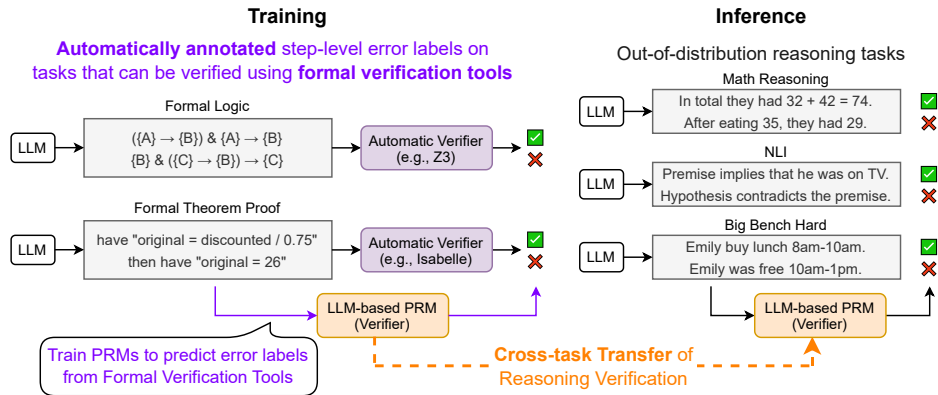 Training
Automatically annotated step-level error labels on
tasks that can be verified using formal verification tools
Formal Logic
LLM
({A} → {B}) & {A} → {B}
{B} & ({C} → {B}) → {C}
Automatic Verifier
(e.g., Z3)
Formal Theorem Proof
LLM
have "original = discounted / 0.75"
then have "original = 26"
Automatic Verifier
(e.g., Isabelle)
LLM-based PRM
(Verifier)
Train PRMs to predict error labels
from Formal Verification Tools
Cross-task Transfer of
Reasoning Verification
Inference
Out-of-distribution reasoning tasks
Math Reasoning
LLM
In total they had 32 + 42 = 74.
After eating 35, they had 29.
NLI
LLM
Premise implies that he was on TV.
Hypothesis contradicts the premise.
Big Bench Hard
LLM
Emily buy lunch 8am-10am.
Emily was free 10am-1pm.
LLM-based PRM
(Verifier)